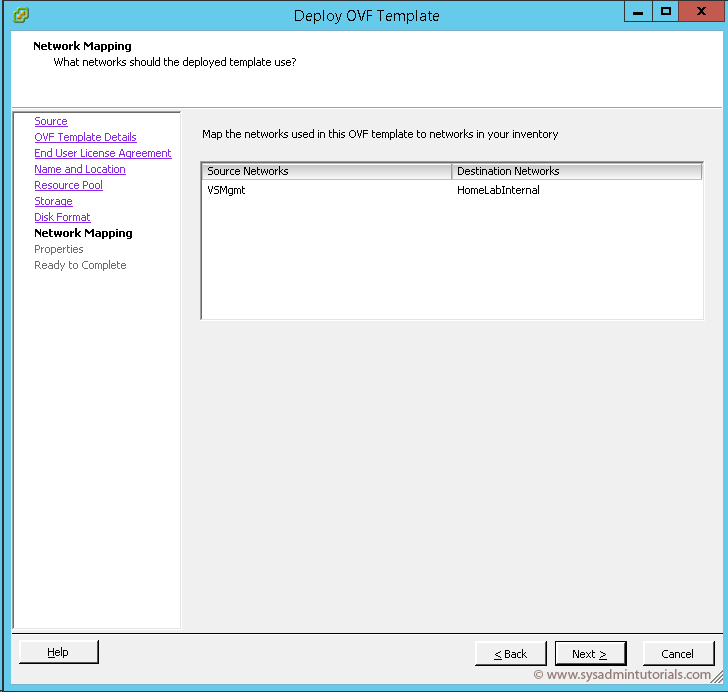 Deploy OVF Template
Network Mapping
What networks should the deployed template use?
Source
OVF Template Details
End User License Agreement
Name and Location
Resource Pool
Storage
Disk Format
Network Mapping
Properties
Ready to Complete
Map the networks used in this OVF template to networks in your inventory
Source Networks Destination Networks
VSMgmt HomeLabInternal
Help < Back Next > Cancel
© www.sysadmintutorials.com